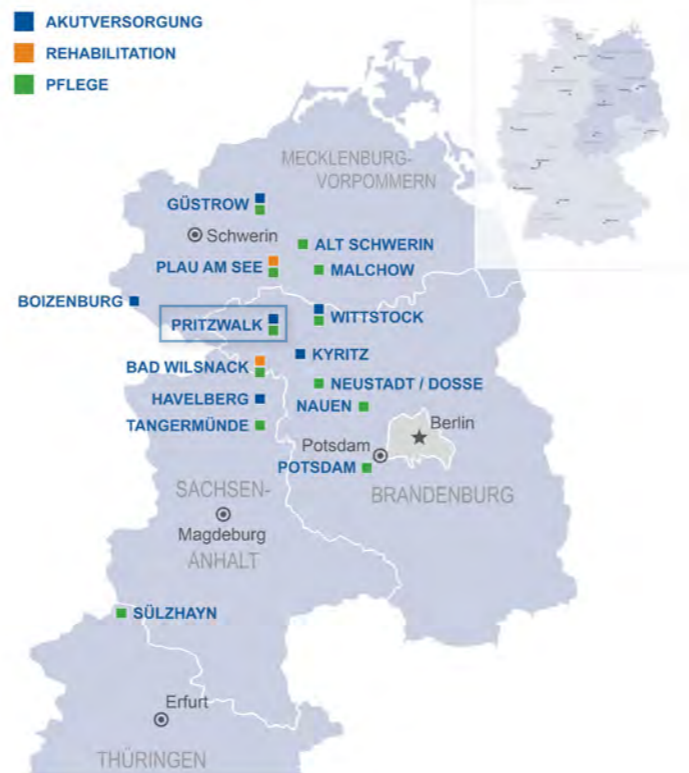 AKUTVERSORGUNG
REHABILITATION
PFLEGE
MECKLENBURG-
VORPOMMERN
GÜSTROW
Schwerin
ALT SCHWERIN
PLAU AM SEE
MALCHOW
BOIZENBURG
PRITZWALK
WITTSTOCK
KYRITZ
BAD WILSNACK
NEUSTADT / DOSSE
HAVELBERG
NAUEN
TANGERMÜNDE
Berlin
Potsdam
POTSDAM
SACHSEN-
BRANDENBURG
Magdeburg
ANHALT
SÜLZHAYN
Erfurt
THÜRINGEN